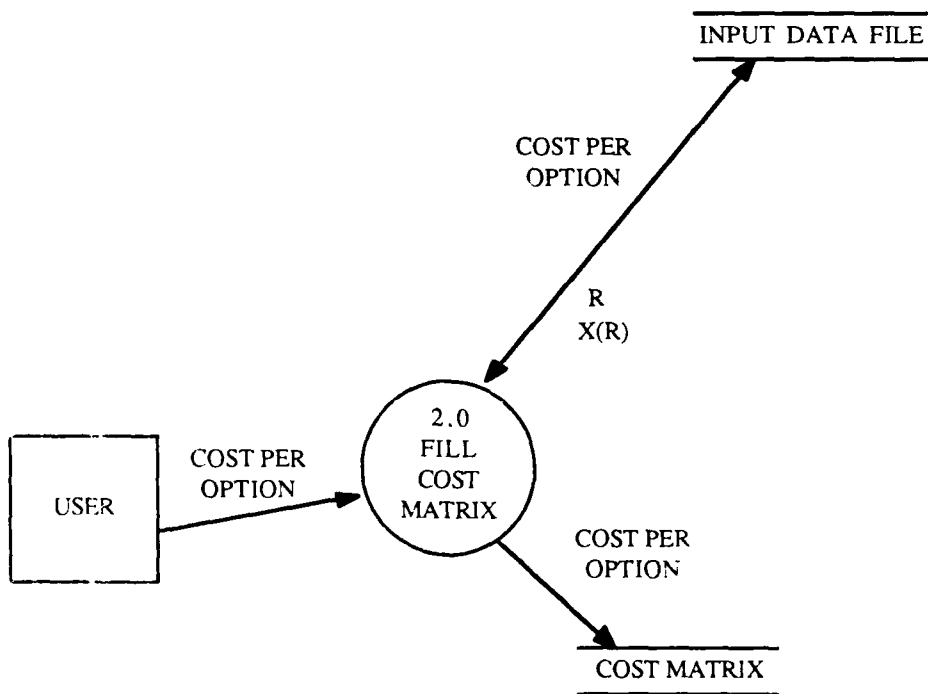 INPUT DATA FILE
COST PER
OPTION
R
X(R)
2.0
FILL
COST
MATRIX
COST PER
OPTION
USER
COST PER
OPTION
COST MATRIX